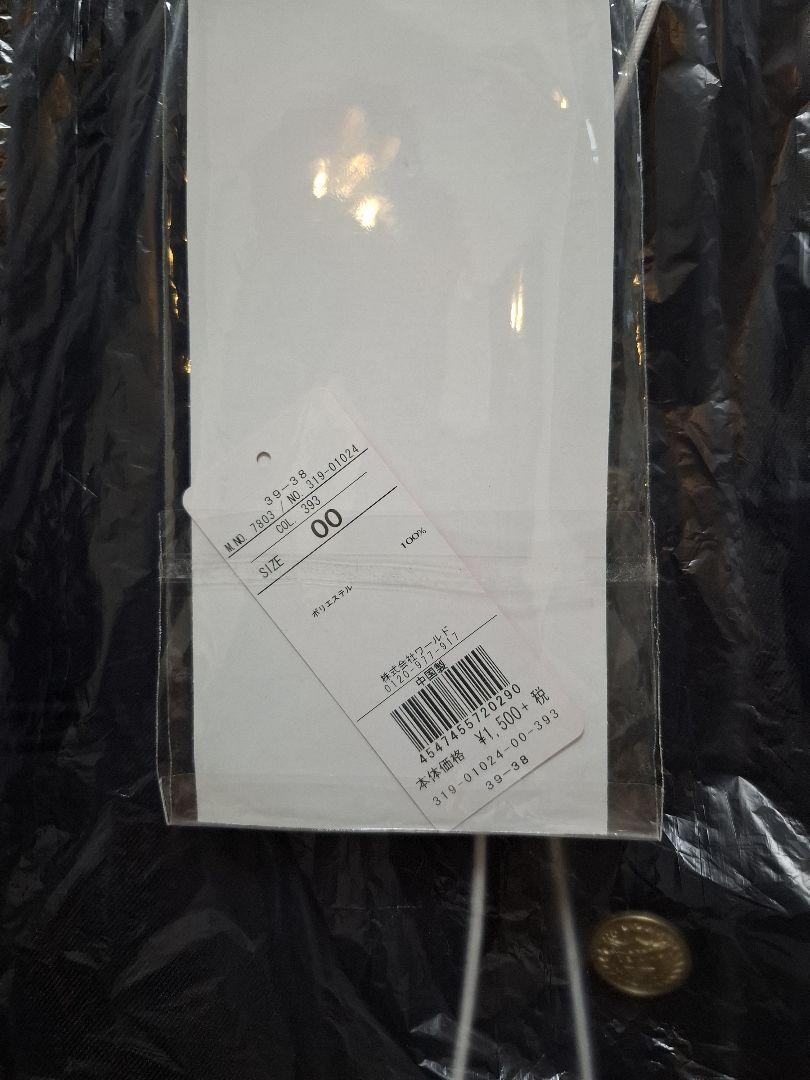 39-38
M.NO. 7803 / NO. 319-01024
COL. 393
SIZE 00
100%
ポリエステル
株式会社ワールド
0120-977-917
中国製
4547455720290
本体価格 ¥1,500+ 税
319-01024-00-393
39-38